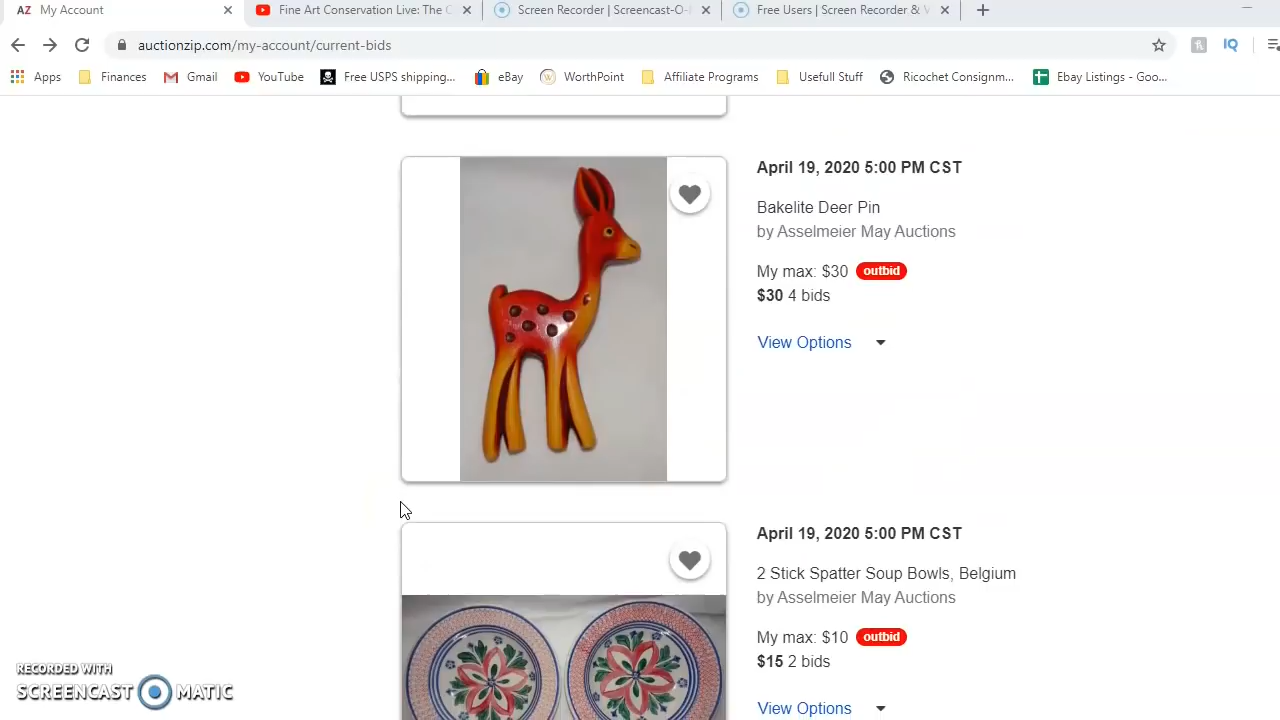 AZ My Account
Fine Art Conservation Live: The
Screen Recorder | Screencast-O-
Free Users | Screen Recorder &
auctionzip.com/my-account/current-bids
IQ
Apps
Finances
Gmail
YouTube
Free USPS shipping...
eBay
WorthPoint
Affiliate Programs
Usefull Stuff
Ricochet Consignm...
Ebay Listings - Goo...
April 19, 2020 5:00 PM CST
Bakelite Deer Pin
by Asselmeier May Auctions
My max: $30 outbid
$30 4 bids
View Options
April 19, 2020 5:00 PM CST
2 Stick Spatter Soup Bowls, Belgium
by Asselmeier May Auctions
My max: $10 outbid
$15 2 bids
View Options
RECORDED WITH
SCREENCAST MATIC